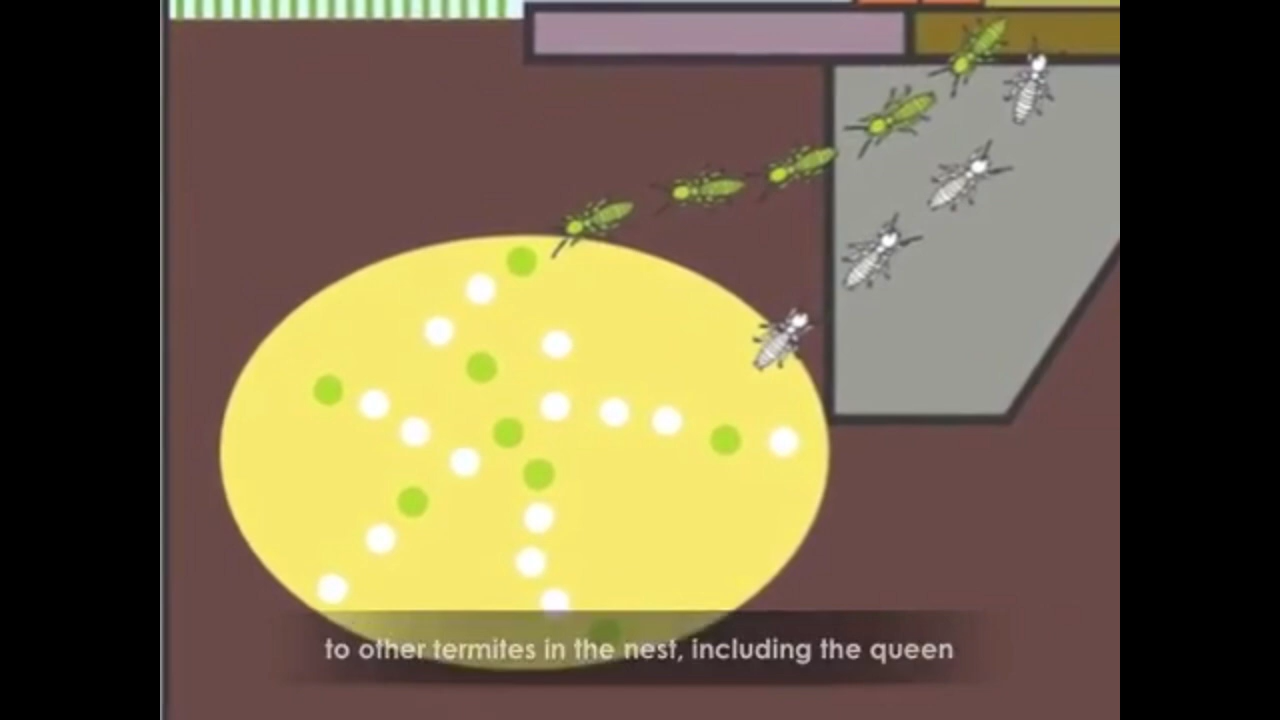 to other termites in the nest, including the queen